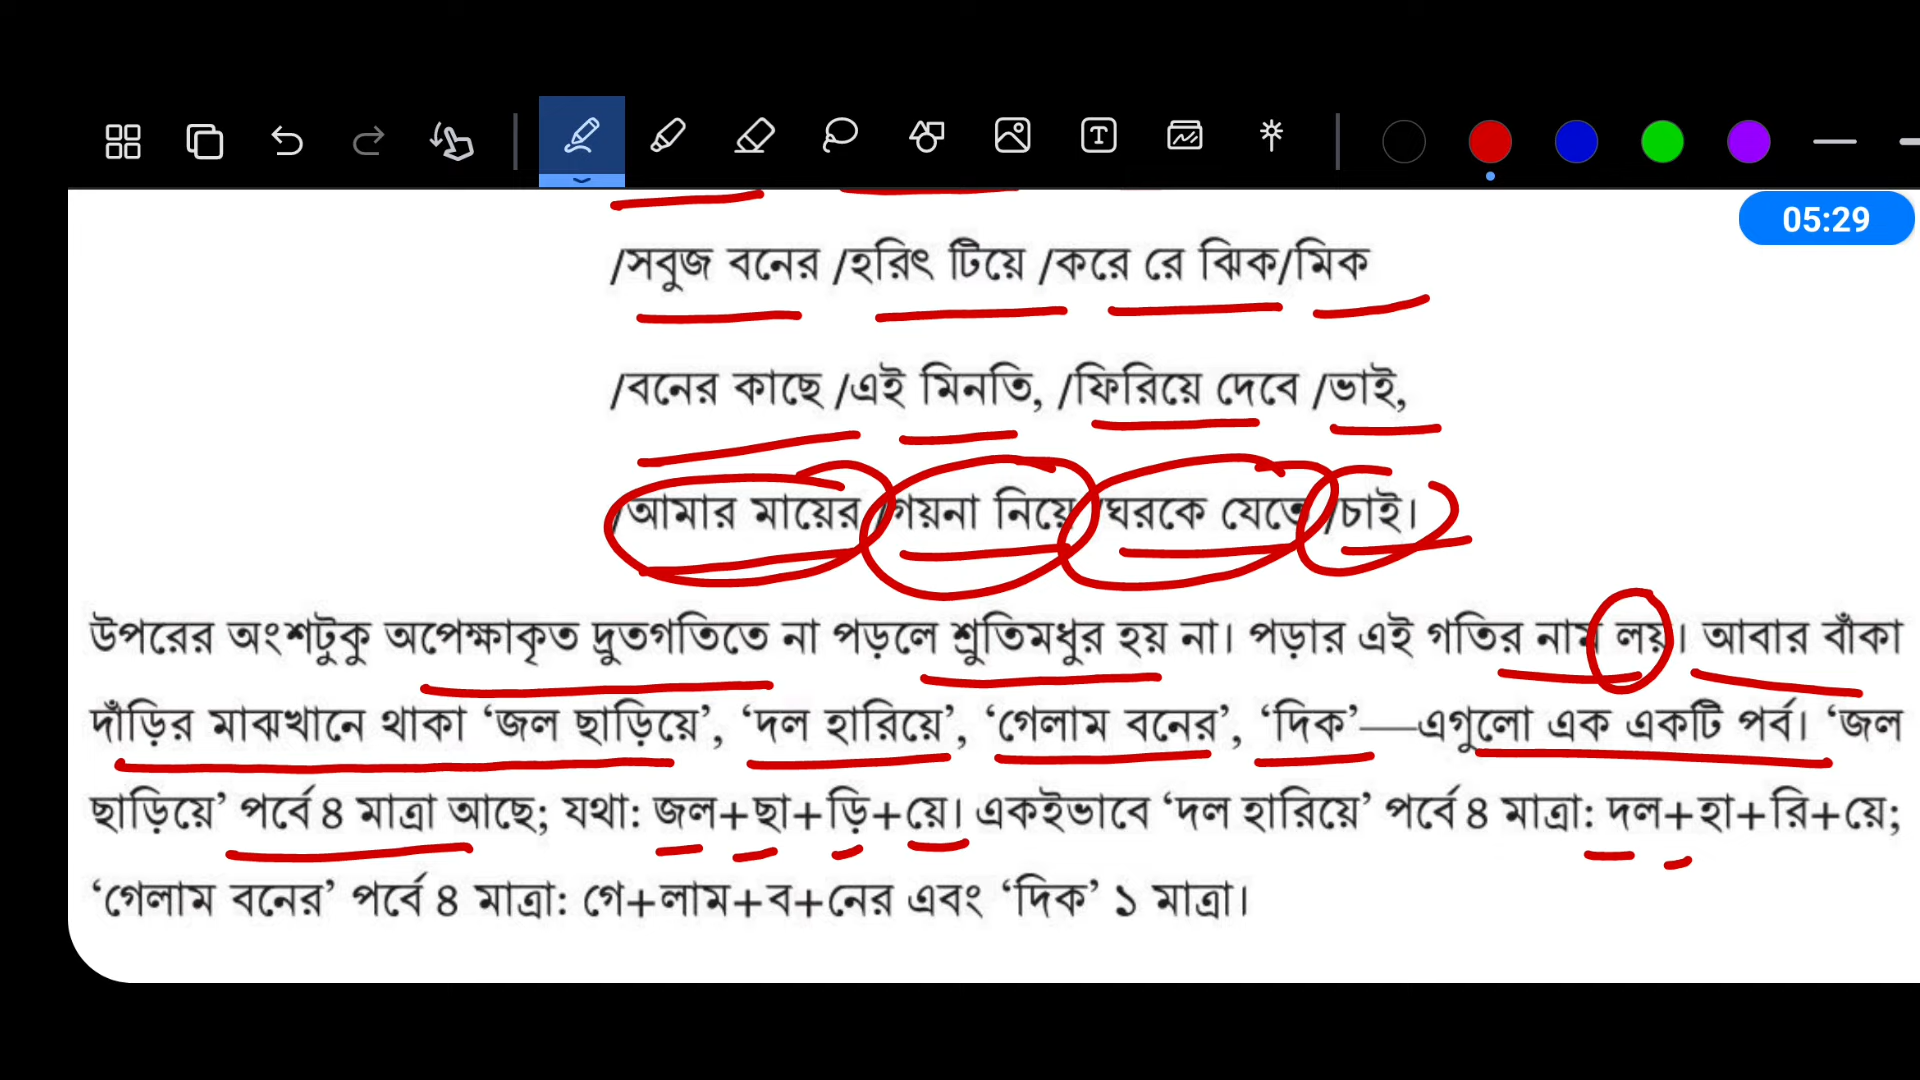 05:29
/সবুজ বনের /হরিৎ টিয়ে /করে রে ঝিক/মিক
/বনের কাছে /এই মিনতি, /ফিরিয়ে দেবে /ভাই,
/আমার মায়ের /গয়না নিয়ে /ঘরকে যেতে /চাই।
উপরের অংশটুকু অপেক্ষাকৃত দ্রুতগতিতে না পড়লে শ্রুতিমধুর হয় না। পড়ার এই গতির নাম লয়। আবার বাঁকা
দাঁড়ির মাঝখানে থাকা ‘জল ছাড়িয়ে’, ‘দল হারিয়ে’, ‘গেলাম বনের’, ‘দিক’—এগুলো এক একটি পর্ব। ‘জল
ছাড়িয়ে’ পর্বে ৪ মাত্রা আছে; যথা: জল+ছা+ড়ি+য়ে। একইভাবে ‘দল হারিয়ে’ পর্বে ৪ মাত্রা: দল+হা+রি+য়ে;
‘গেলাম বনের’ পর্বে ৪ মাত্রা: গে+লাম+ব+নের এবং ‘দিক’ ১ মাত্রা।